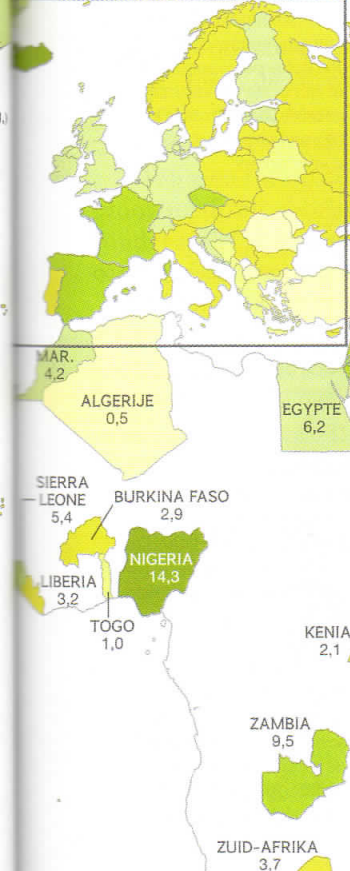 MAR.
4,2
ALGERIJE
0,5
EGYPTE
6,2
SIERRA
LEONE
5,4
BURKINA FASO
2,9
NIGERIA
14,3
LIBERIA
3,2
TOGO
1,0
KENIA
2,1
ZAMBIA
9,5
ZUID-AFRIKA
3,7